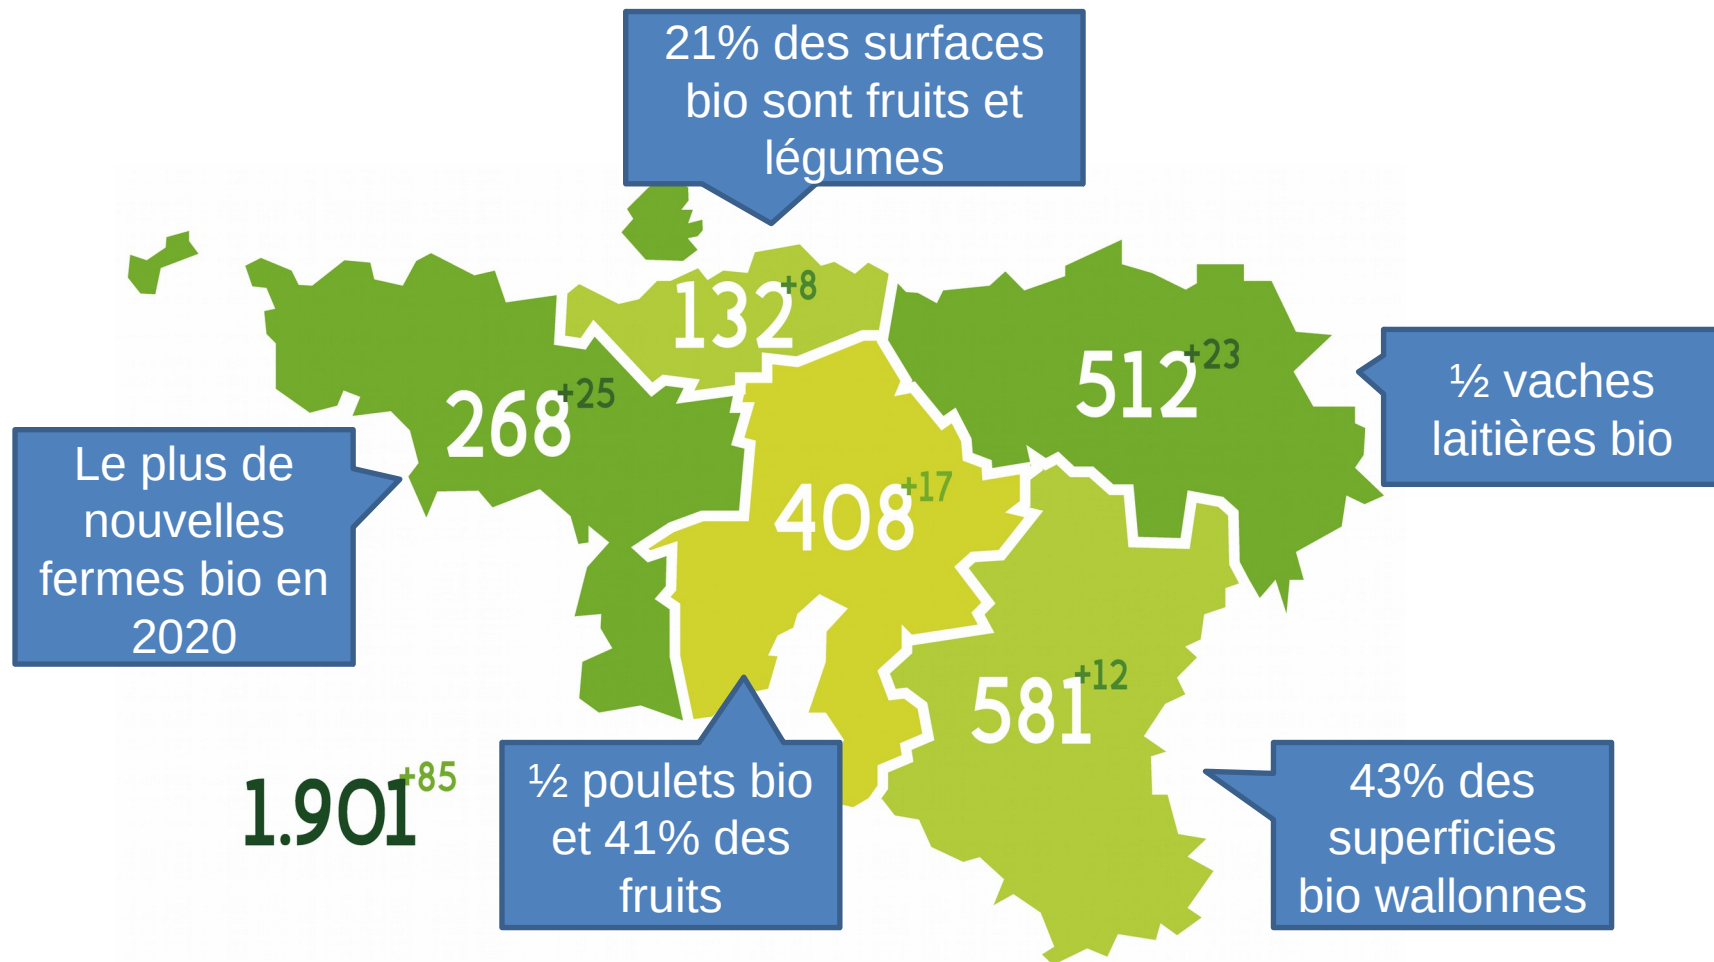 21% des surfaces
bio sont fruits et
légumes
132+8
512+23
½ vaches
laitières bio
268+25
Le plus de
nouvelles
fermes bio en
2020
408+17
581+12
1.901+85
½ poulets bio
et 41% des
fruits
43% des
superficies
bio wallonnes